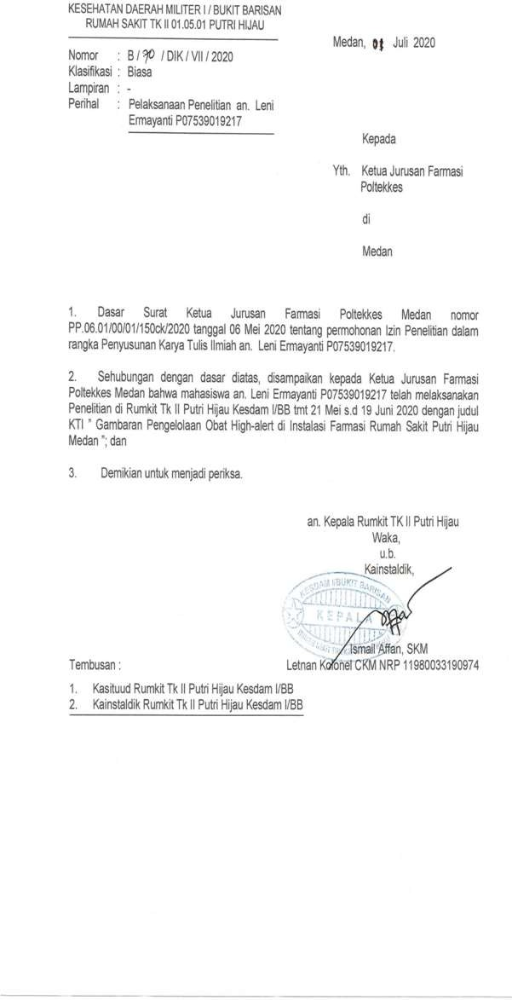 KESEHATAN DAERAH MILITER I / BUKIT BARISAN
RUMAH SAKIT TK II 01.05.01 PUTRI HIJAU
Medan, Juli 2020
Nomor : B / 70 / DIK / VII / 2020
Klasifikasi : Biasa
Lampiran : -
Perihal : Pelaksanaan Penelitian an. Leni
Ermayanti P07539019217
Kepada
Yth. Ketua Jurusan Farmasi
Poltekkes
di
Medan
1. Dasar Surat Ketua Jurusan Farmasi Poltekkes Medan nomor
PP.06.01/00/01/150ck/2020 tanggal 06 Mei 2020 tentang permohonan Izin Penelitian dalam
rangka Penyusunan Karya Tulis Ilmiah an. Leni Ermayanti P07539019217.
2. Sehubungan dengan dasar diatas, disampaikan kepada Ketua Jurusan Farmasi
Poltekkes Medan bahwa mahasiswa an. Leni Ermayanti P07539019217 telah melaksanakan
Penelitian di Rumkit Tk II Putri Hijau Kesdam I/BB tmt 21 Mei s.d 19 Juni 2020 dengan judul
KTI " Gambaran Pengelolaan Obat High-alert di Instalasi Farmasi Rumah Sakit Putri Hijau
Medan "; dan
3. Demikian untuk menjadi periksa.
an. Kepala Rumkit TK II Putri Hijau
Waka,
u.b.
Kainstaldik,
KESDAM I/BUKIT BARISAN
KEPALA
Ismail Affan, SKM
Letnan Kolonel CKM NRP 11980033190974
Tembusan :
1. Kasituud Rumkit Tk II Putri Hijau Kesdam I/BB
2. Kainstaldik Rumkit Tk II Putri Hijau Kesdam I/BB